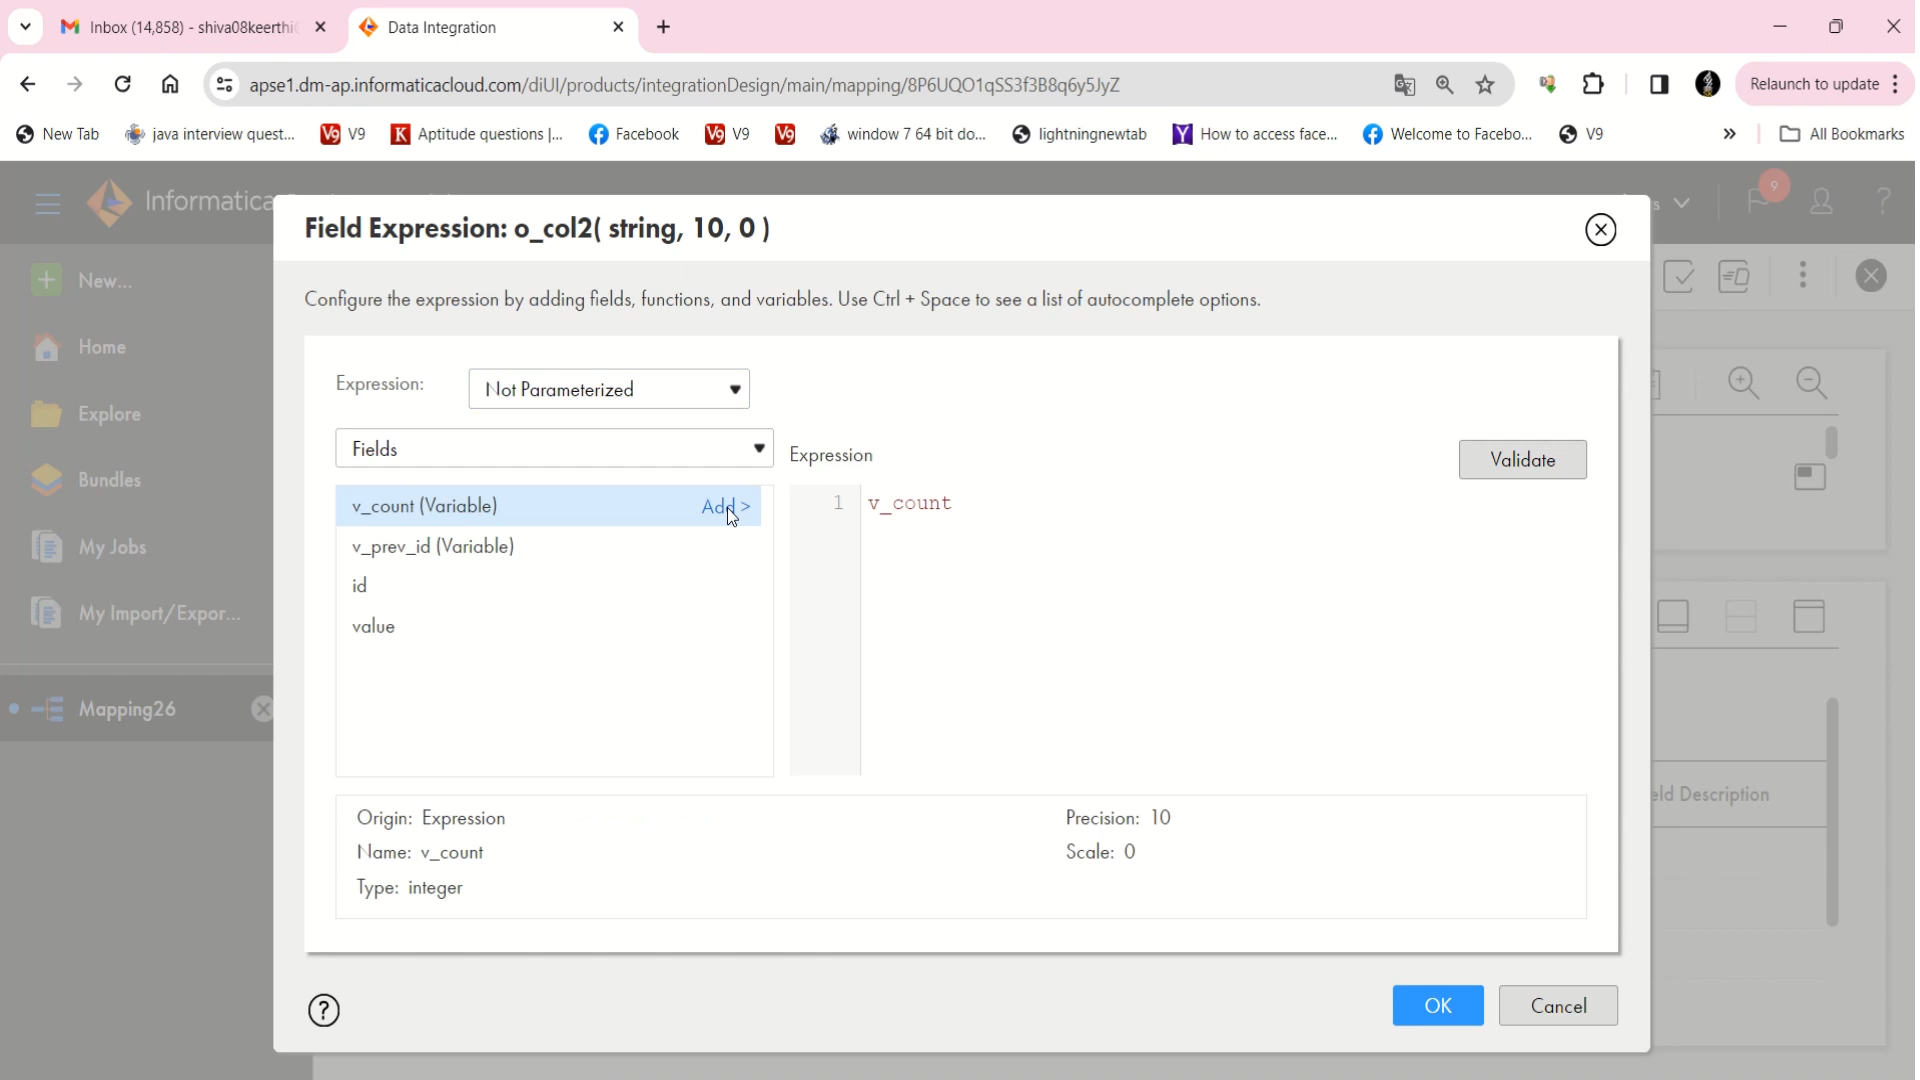 Inbox (14,858) - shiva08keerthi
Data Integration
apse1.dm-ap.informaticacloud.com/diUI/products/integrationDesign/main/mapping/8P6UQO1qSS3f3B8q6y5JyZ
Relaunch to update
New Tab
java interview quest...
V9
Aptitude questions |...
Facebook
V9
window 7 64 bit do...
lightningnewtab
How to access face...
Welcome to Facebo...
V9
»
All Bookmarks
Informatica
s
9
?
Field Expression: o_col2( string, 10, 0 )
New...
Home
Explore
Bundles
My Jobs
My Import/Expor...
Mapping26
Configure the expression by adding fields, functions, and variables. Use Ctrl + Space to see a list of autocomplete options.
Expression:
Not Parameterized
Fields
Expression
Validate
v_count (Variable)
Add >
1 v_count
v_prev_id (Variable)
id
value
eld Description
Origin: Expression
Precision: 10
Name: v_count
Scale: 0
Type: integer
?
OK
Cancel